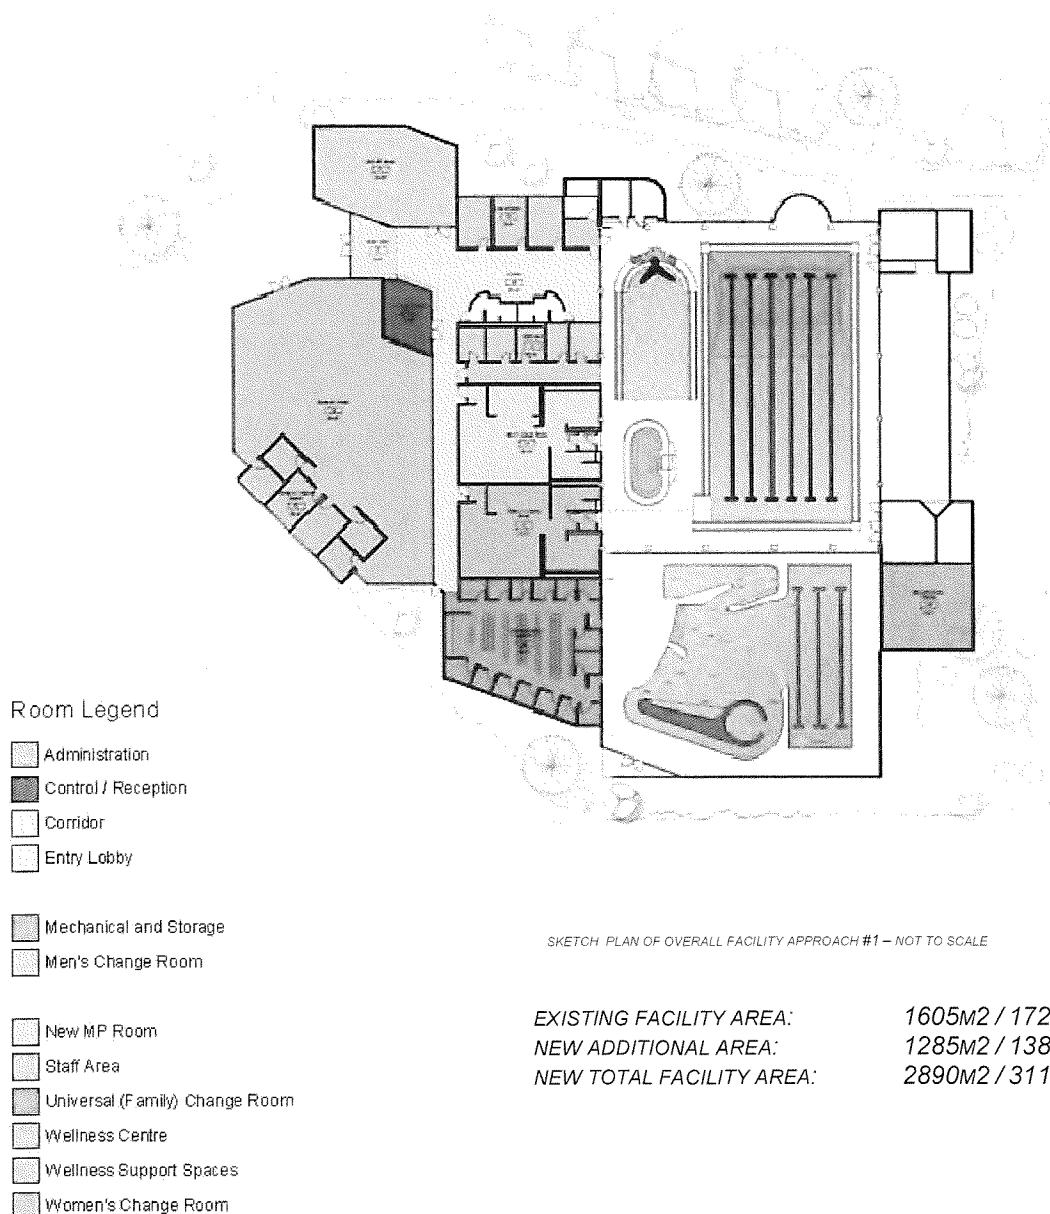 Room Legend
Administration
Control / Reception
Corridor
Entry Lobby
Mechanical and Storage
Men's Change Room
New MP Room
Staff Area
Universal (Family) Change Room
Wellness Centre
Wellness Support Spaces
Women's Change Room
SKETCH PLAN OF OVERALL FACILITY APPROACH #1 – NOT TO SCALE
EXISTING FACILITY AREA: 1605M2 / 172
NEW ADDITIONAL AREA: 1285M2 / 138
NEW TOTAL FACILITY AREA: 2890M2 / 311